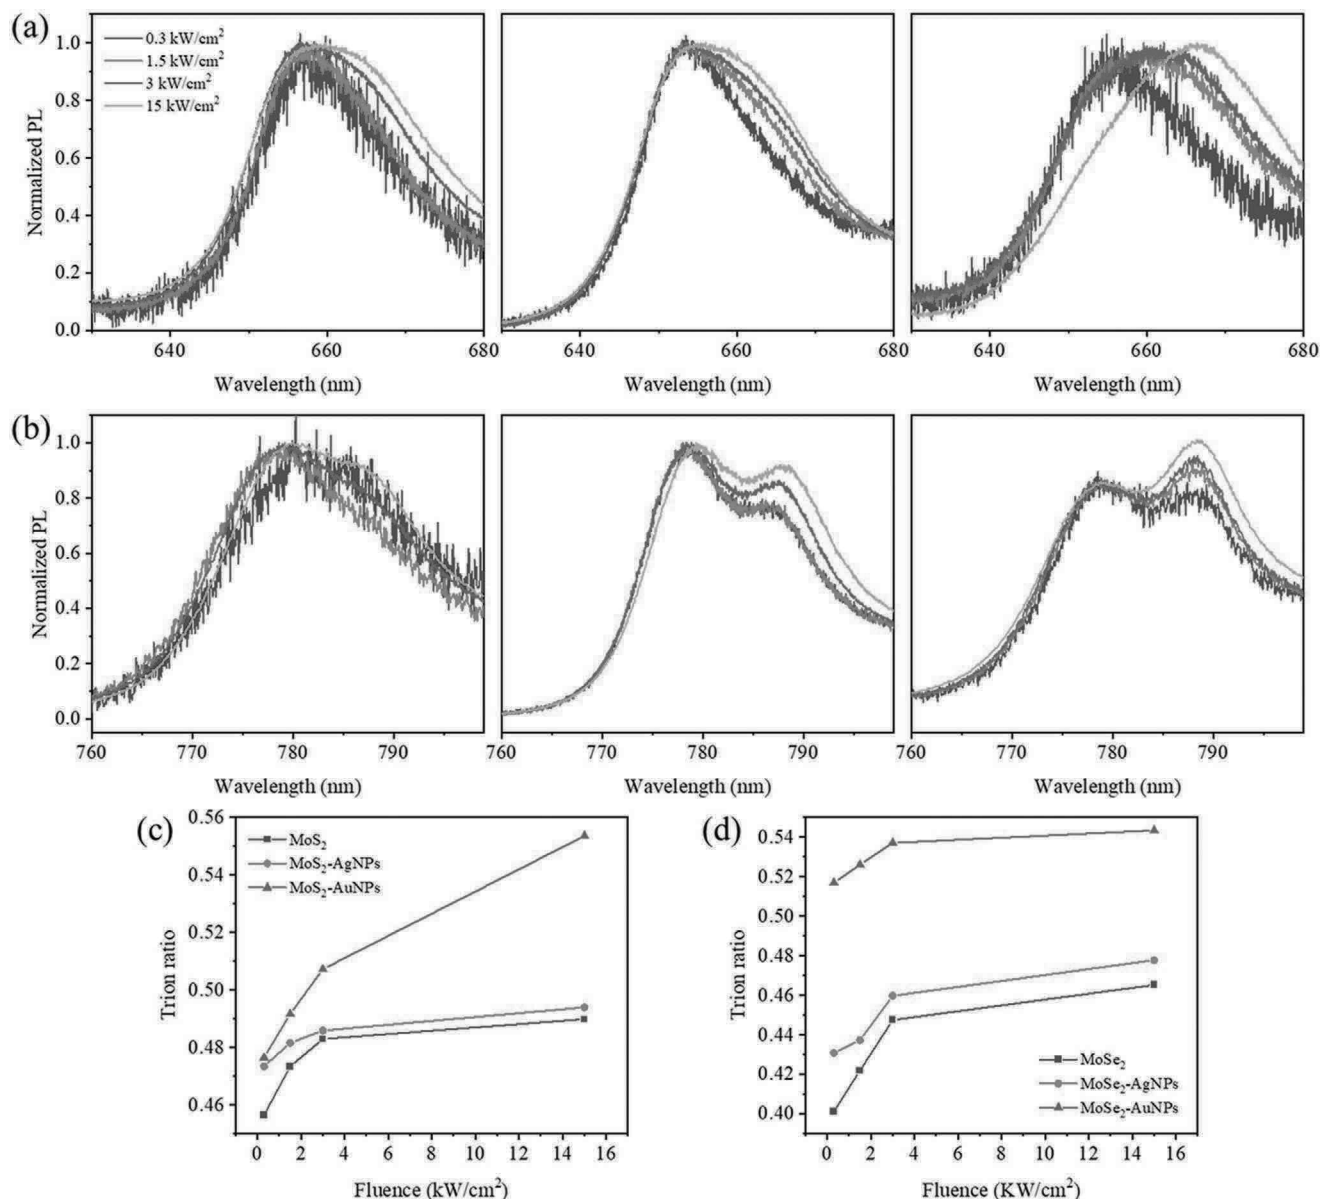 (a)
1.0
0.8
0.6
0.4
0.2
0.0
Normalized PL
0.3 kW/cm²
1.5 kW/cm²
3 kW/cm²
15 kW/cm²
640 660 680
640 660 680
640 660 680
Wavelength (nm) Wavelength (nm) Wavelength (nm)
(b)
1.0
0.8
0.6
0.4
0.2
0.0
Normalized PL
760 770 780 790
760 770 780 790
760 770 780 790
Wavelength (nm) Wavelength (nm) Wavelength (nm)
(c)
0.56
0.54
0.52
0.50
0.48
0.46
Trion ratio
MoS₂
MoS₂-AgNPs
MoS₂-AuNPs
0 2 4 6 8 10 12 14 16
Fluence (kW/cm²)
(d)
0.54
0.52
0.50
0.48
0.46
0.44
0.42
0.40
Trion ratio
MoSe₂
MoSe₂-AgNPs
MoSe₂-AuNPs
0 2 4 6 8 10 12 14 16
Fluence (KW/cm²)